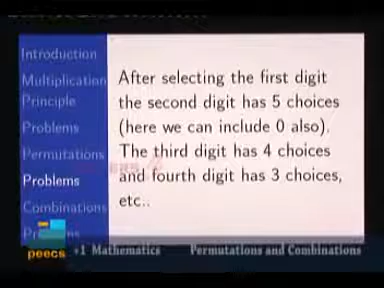 Introduction
Multiplication
Principle
Problems
Permutations
Problems
Combinations
After selecting the first digit
the second digit has 5 choices
(here we can include 0 also).
The third digit has 4 choices
and fourth digit has 3 choices,
etc..
peecs
+1 Mathematics
Permutations and Combinations